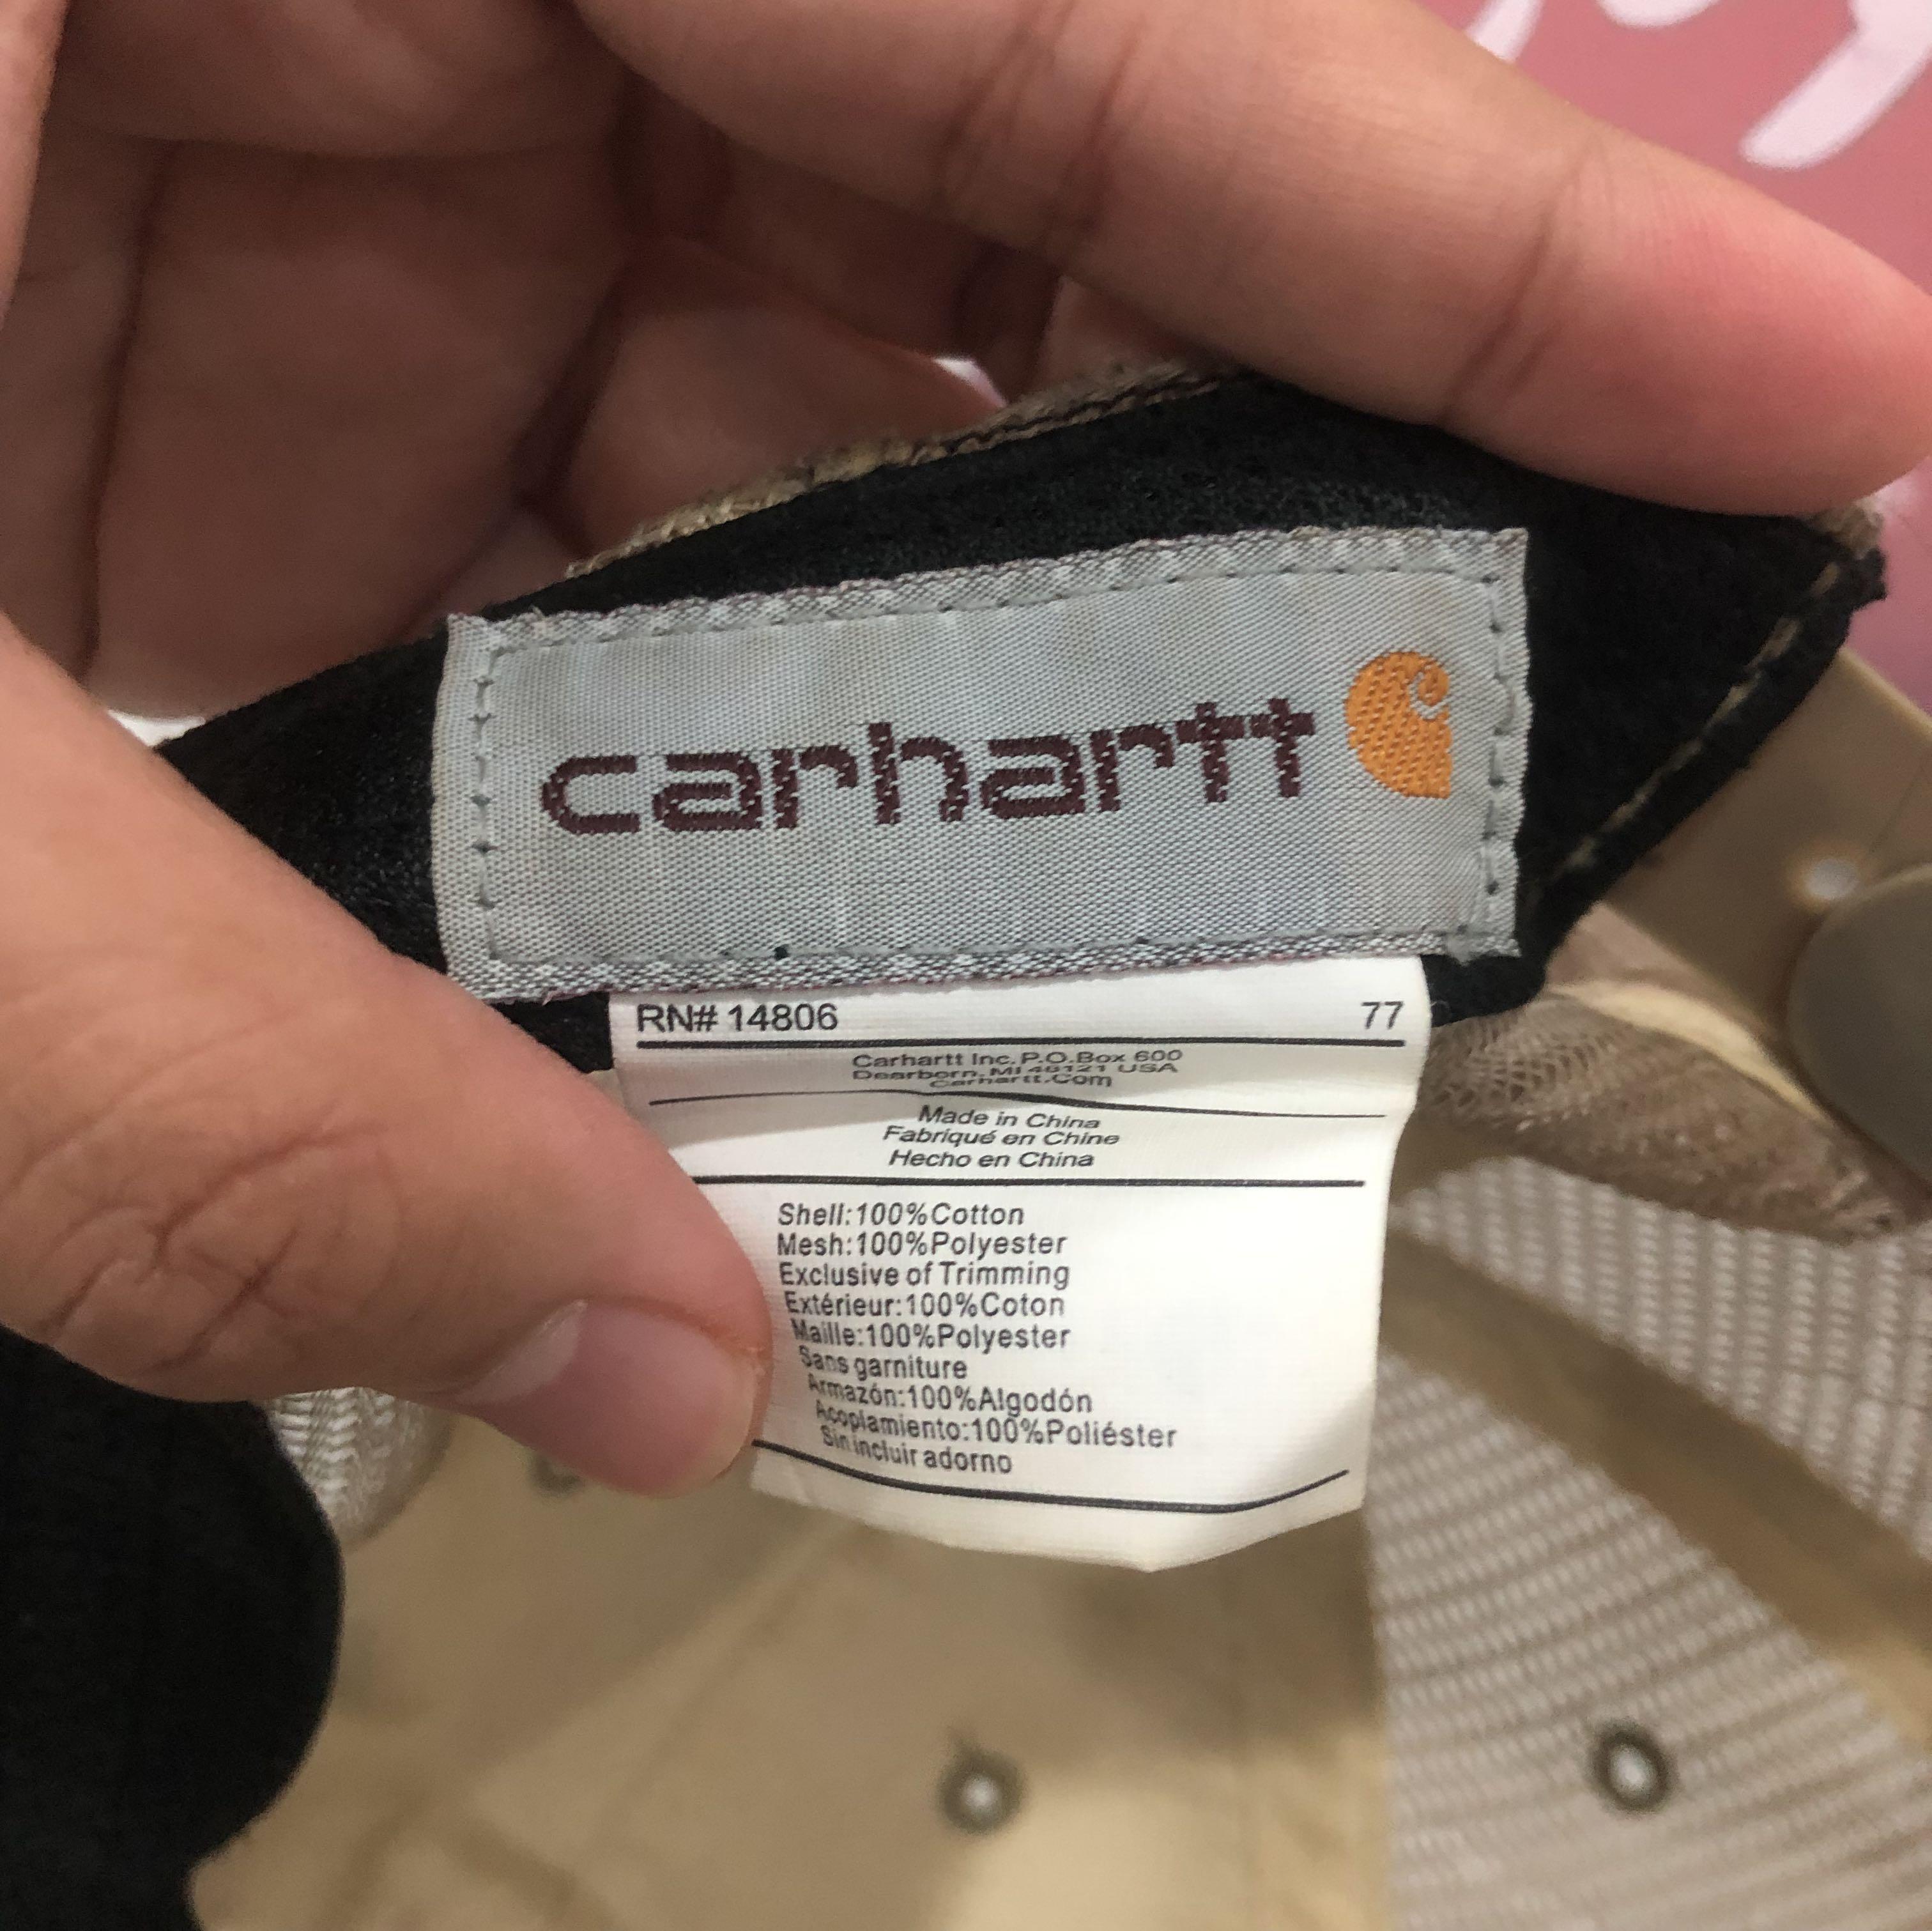 carhartt
RN# 14806 77
Carhartt Inc. P.O.Box 600
Dearborn, MI 48121 USA
Carhartt.Com
Made in China
Fabriqué en Chine
Hecho en China
Shell:100%Cotton
Mesh:100%Polyester
Exclusive of Trimming
Extérieur:100%Coton
Maille:100%Polyester
Sans garniture
Armazón:100%Algodón
Acoplamiento:100%Poliéster
Sin incluir adorno